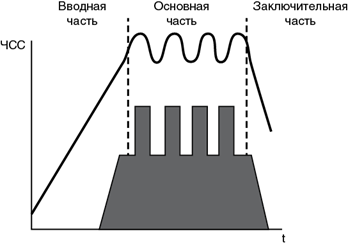 Вводная
часть
Основная
часть
Заключительная
часть
ЧСС
t